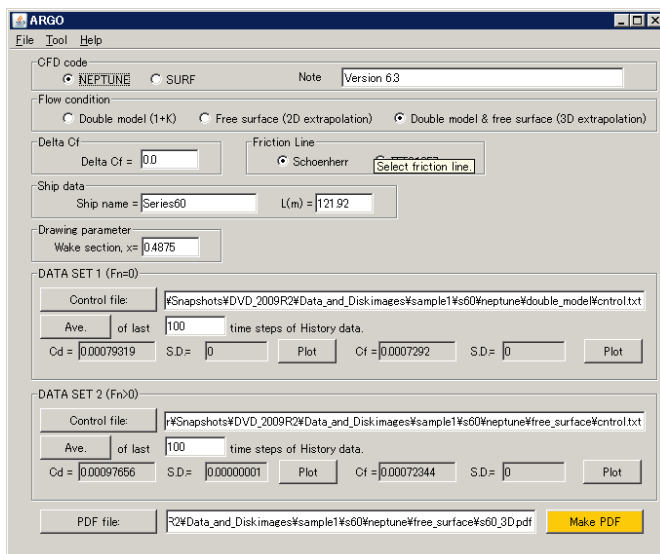 ARGO
File Tool Help
CFD code
NEPTUNE SURF Note Version 6.3
Flow condition
Double model (1+K) Free surface (2D extrapolation) Double model & free surface (3D extrapolation)
Delta Cf Friction Line
Delta Cf = 0.0 Schoenherr
Select friction line.
Ship data
Ship name = Series60 L(m) = 121.92
Drawing parameter
Wake section, x= 0.4875
DATA SET 1 (Fn=0)
Control file: ¥Snapshots¥DVD_2009R2¥Data_and_Diskimages¥sample1¥s60¥neptune¥double_model¥cntrol.txt
Ave. of last 100 time steps of History data.
Cd = 0.00079319 S.D.= 0 Plot Cf = 0.0007292 S.D.= 0 Plot
DATA SET 2 (Fn>0)
Control file: r¥Snapshots¥DVD_2009R2¥Data_and_Diskimages¥sample1¥s60¥neptune¥free_surface¥cntrol.txt
Ave. of last 100 time steps of History data.
Cd = 0.00097656 S.D.= 0.00000001 Plot Cf = 0.00072344 S.D.= 0 Plot
PDF file: R2¥Data_and_Diskimages¥sample1¥s60¥neptune¥free_surface¥s60_3D.pdf Make PDF